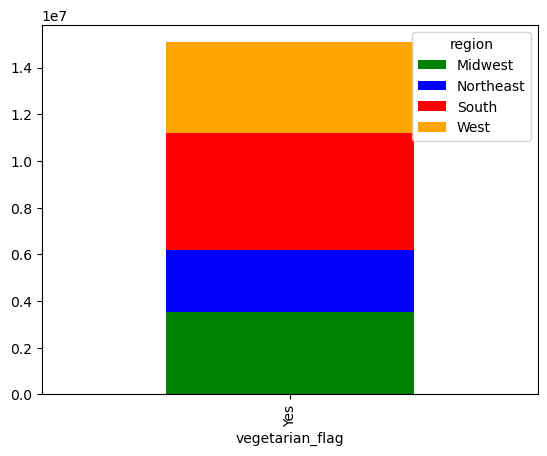 1e7
1.4
1.2
1.0
0.8
0.6
0.4
0.2
0.0
region
Midwest
Northeast
South
West
Yes
vegetarian_flag